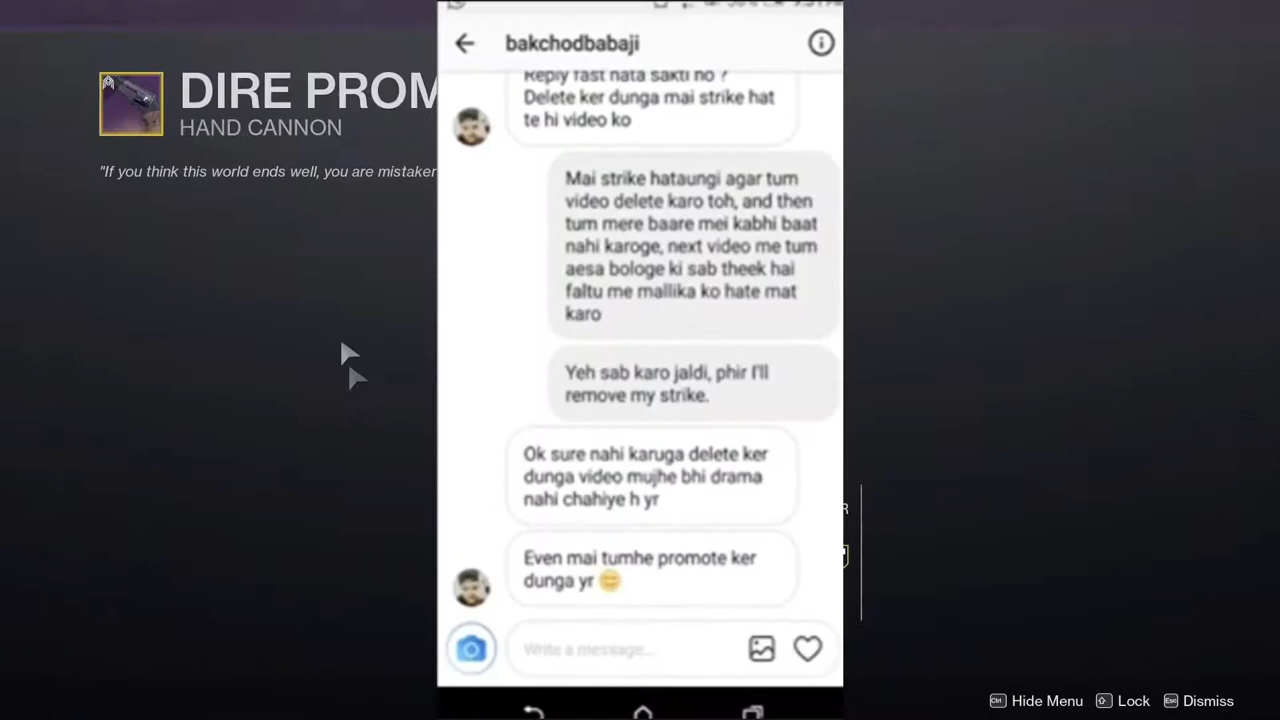 bakchodbabaji
DIRE PROM
HAND CANNON
"If you think this world ends well, you are mistaken
Reply fast hata sakti ho ?
Delete ker dunga mai strike hat
te hi video ko
Mai strike hataungi agar tum
video delete karo toh, and then
tum mere baare mei kabhi baat
nahi karoge, next video me tum
aesa bologe ki sab theek hai
faltu me mallika ko hate mat
karo
Yeh sab karo jaldi, phir I'll
remove my strike.
Ok sure nahi karuga delete ker
dunga video mujhe bhi drama
nahi chahiye h yr
Even mai tumhe promote ker
dunga yr 😊
Write a message...
R
Ctrl Hide Menu Lock Esc Dismiss